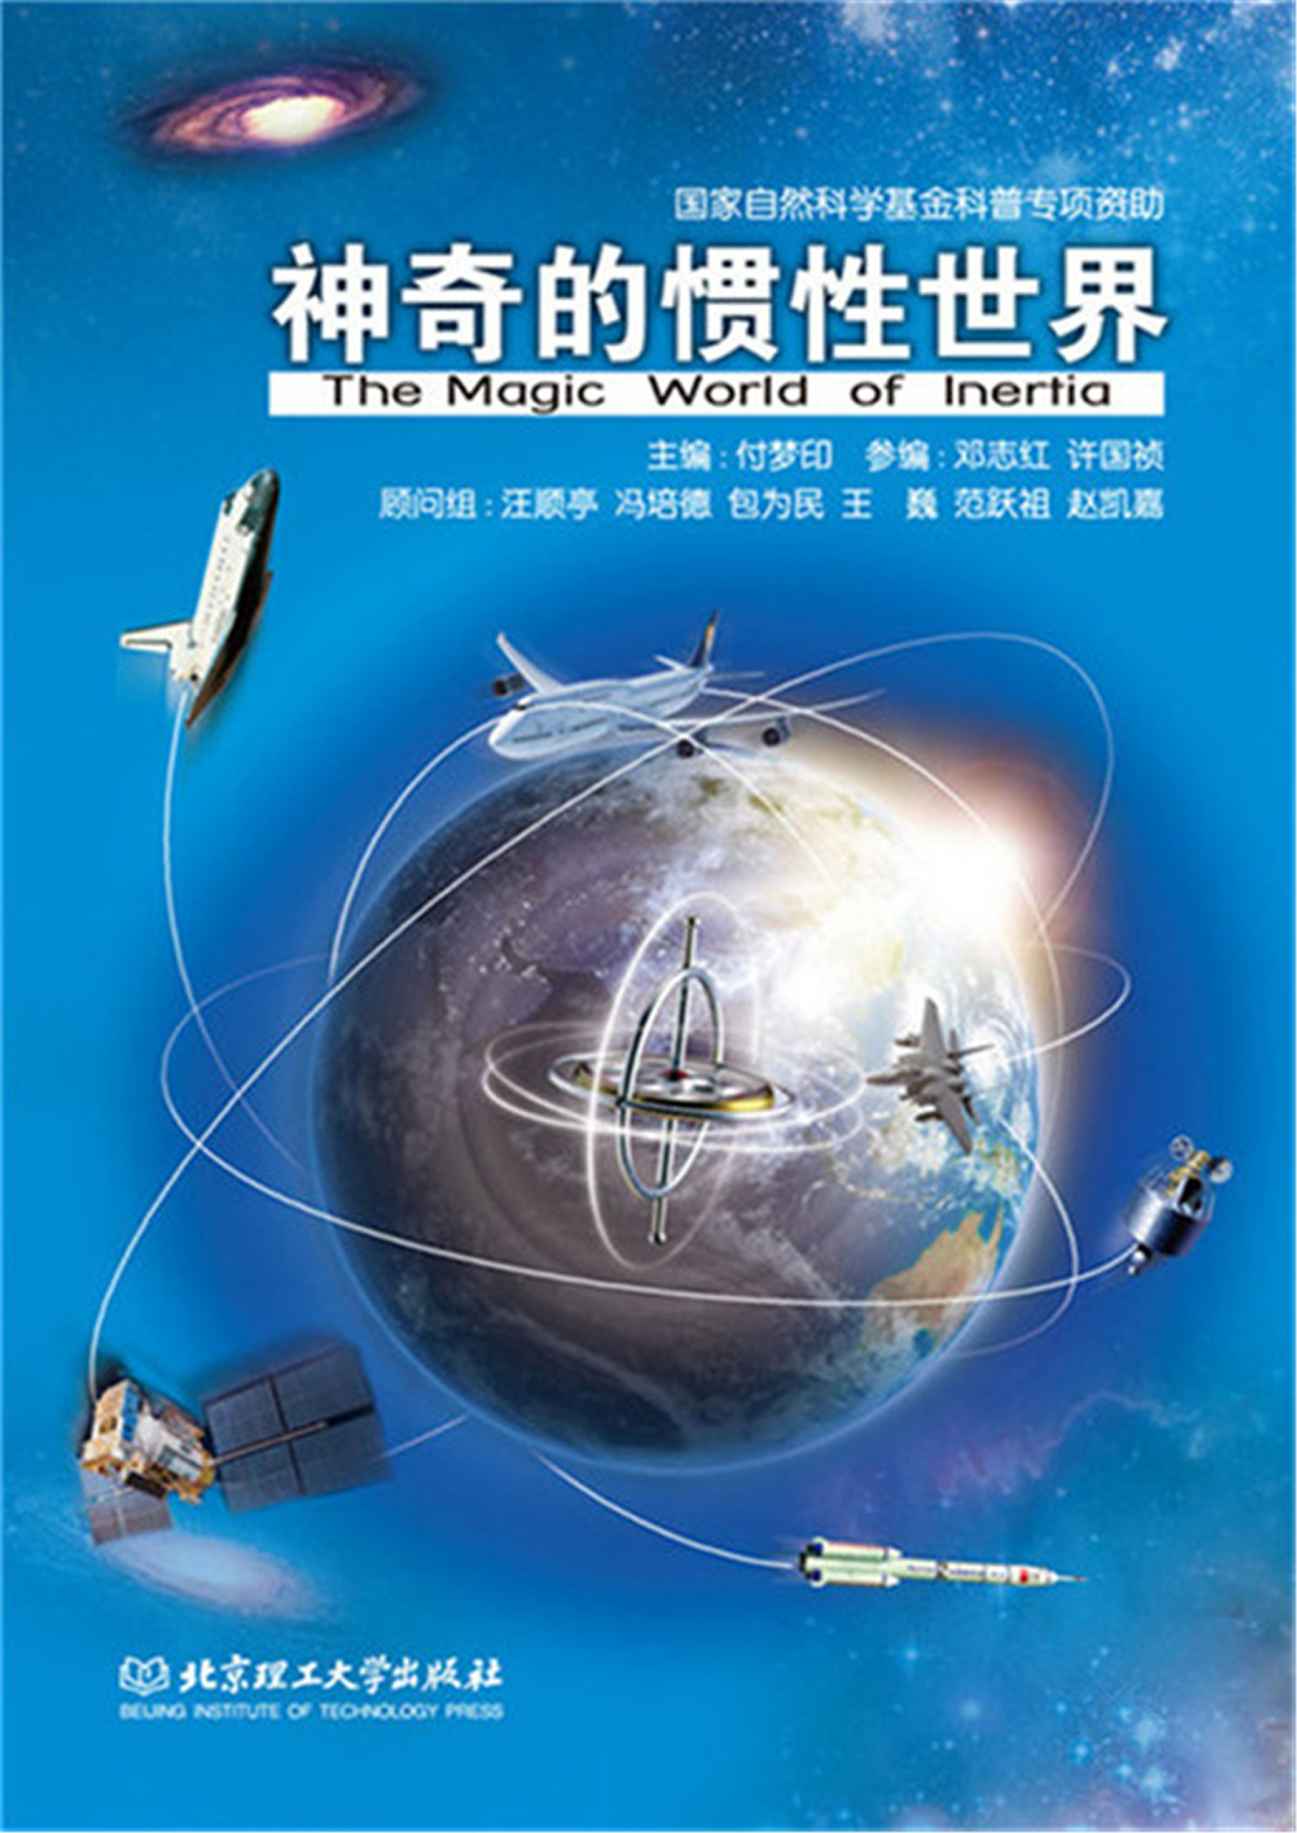 国家自然科学基金科普专项资助
神奇的惯性世界
The Magic World of Inertia
主编:付梦印 参编:邓志红 许国祯
顾问组:汪顺亭 冯培德 包为民 王 巍 范跃祖 赵凯嘉
北京理工大学出版社
BEIJING INSTITUTE OF TECHNOLOGY PRESS